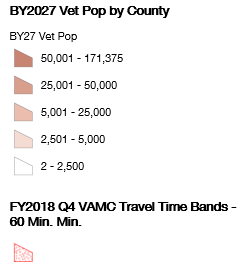 BY2027 Vet Pop by County
BY27 Vet Pop
50,001 - 171,375
25,001 - 50,000
5,001 - 25,000
2,501 - 5,000
2 - 2,500
FY2018 Q4 VAMC Travel Time Bands -
60 Min. Min.